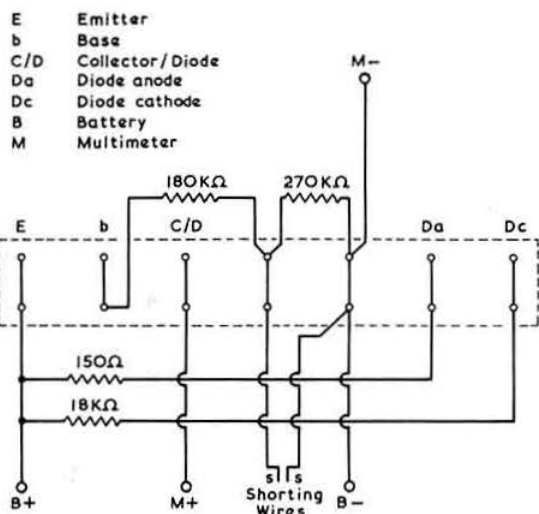 E Emitter
b Base
C/D Collector/Diode
Da Diode anode
Dc Diode cathode
B Battery
M Multimeter
M−
180KΩ 270KΩ
E b C/D Da Dc
150Ω
18KΩ
s s
B+ M+ Shorting Wires B−